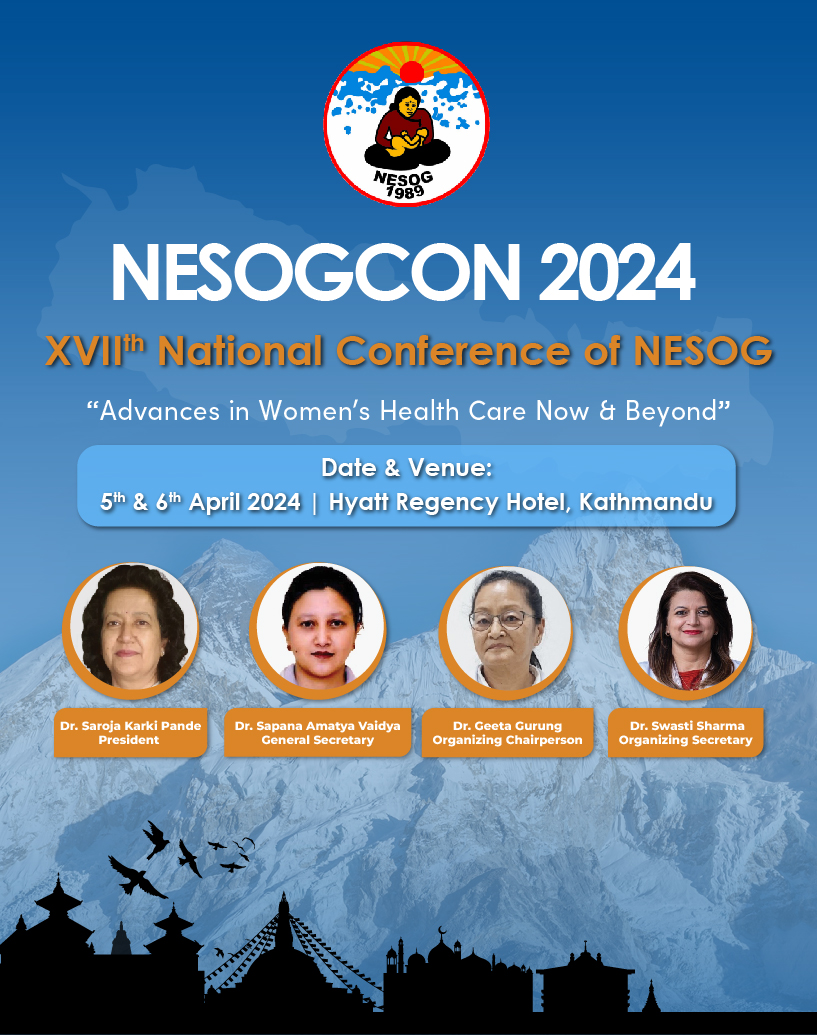 NESOG
1989
NESOGCON 2024
XVIIth National Conference of NESOG
“Advances in Women’s Health Care Now & Beyond”
Date & Venue:
5th & 6th April 2024 | Hyatt Regency Hotel, Kathmandu
Dr. Saroja Karki Pande
President
Dr. Sapana Amatya Vaidya
General Secretary
Dr. Geeta Gurung
Organizing Chairperson
Dr. Swasti Sharma
Organizing Secretary